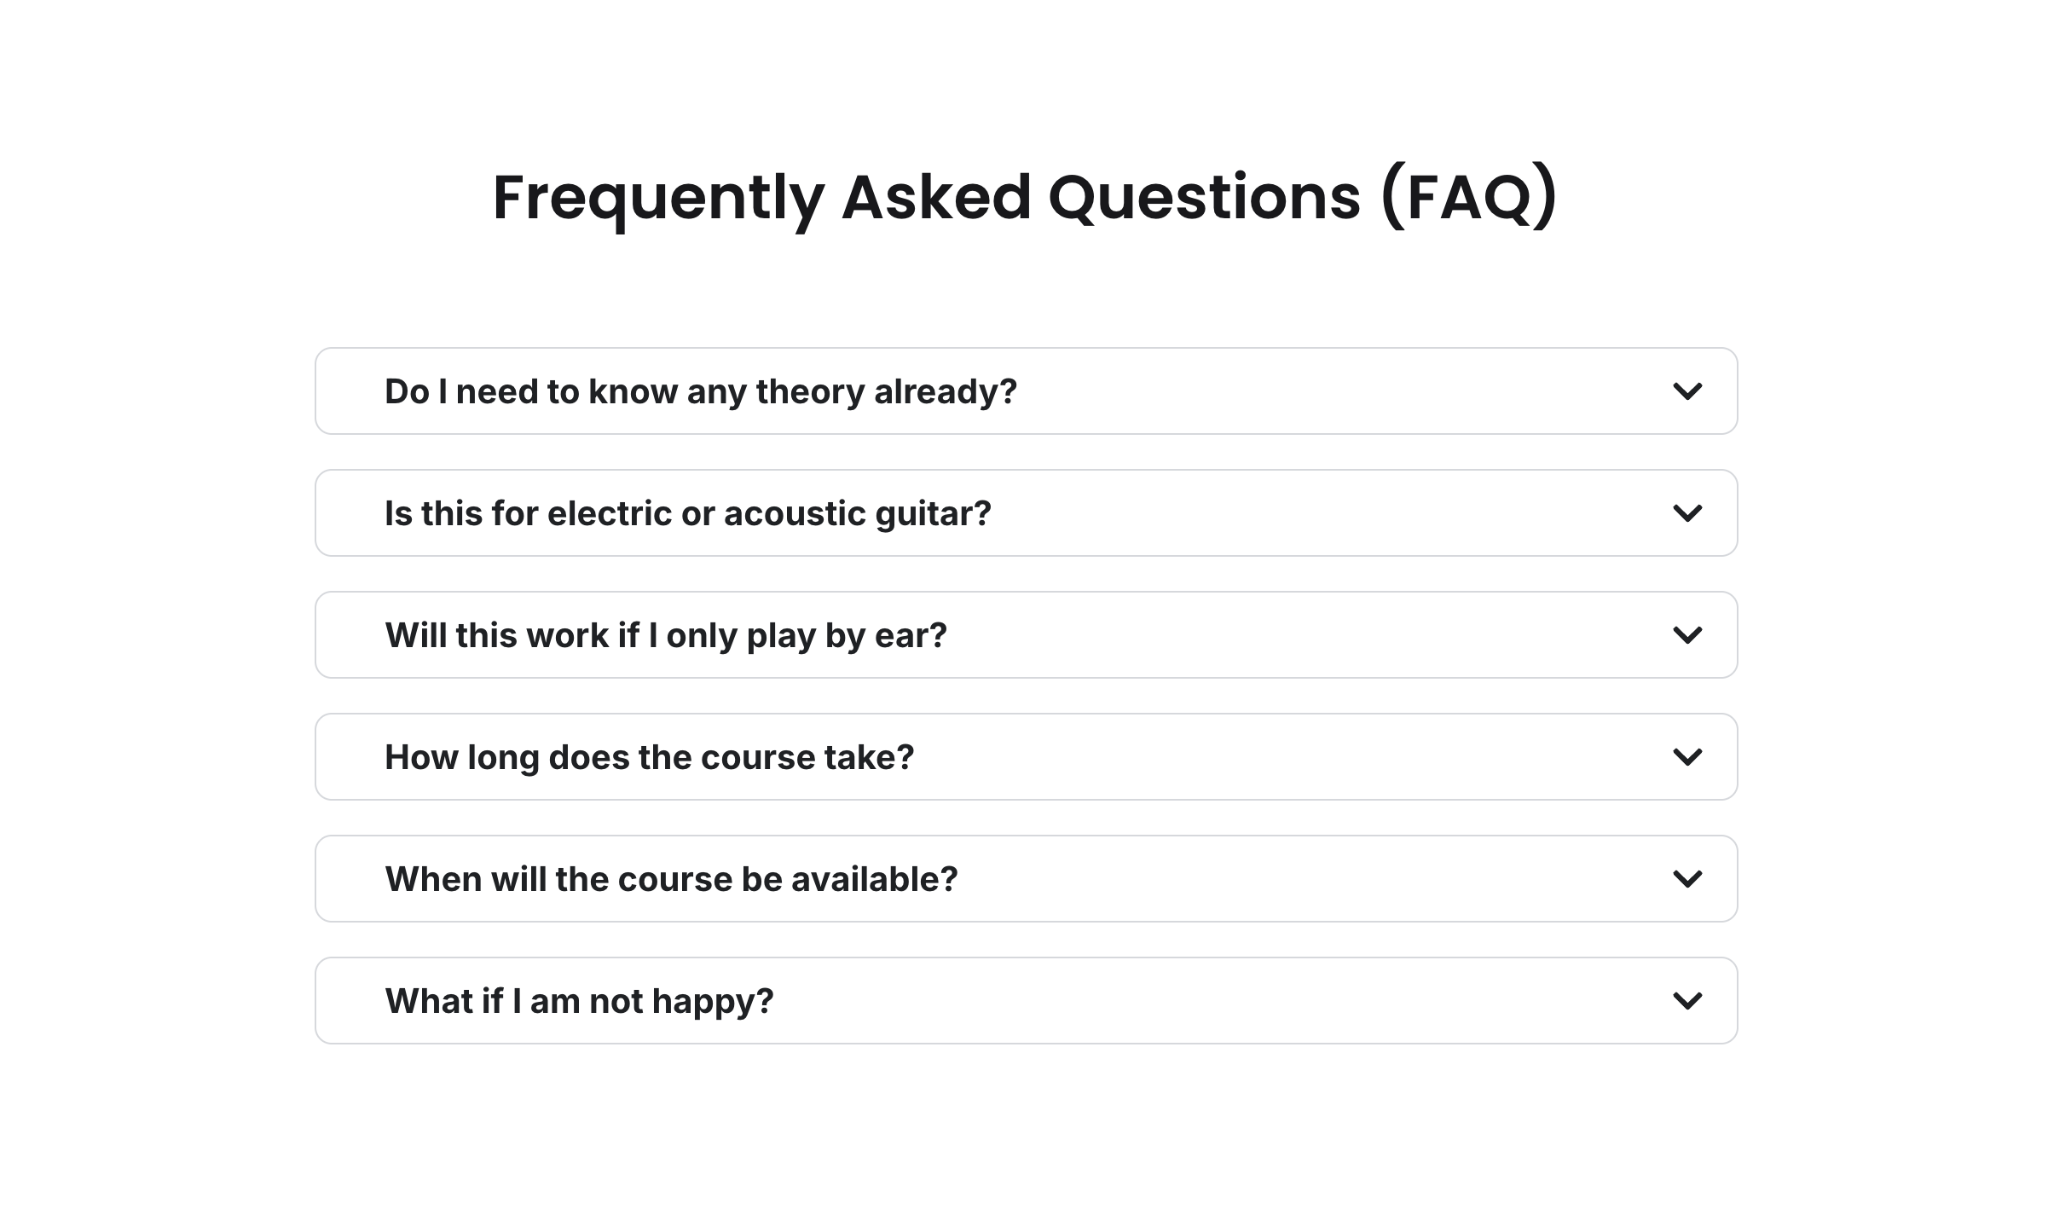 Frequently Asked Questions (FAQ)
Do I need to know any theory already?
Is this for electric or acoustic guitar?
Will this work if I only play by ear?
How long does the course take?
When will the course be available?
What if I am not happy?